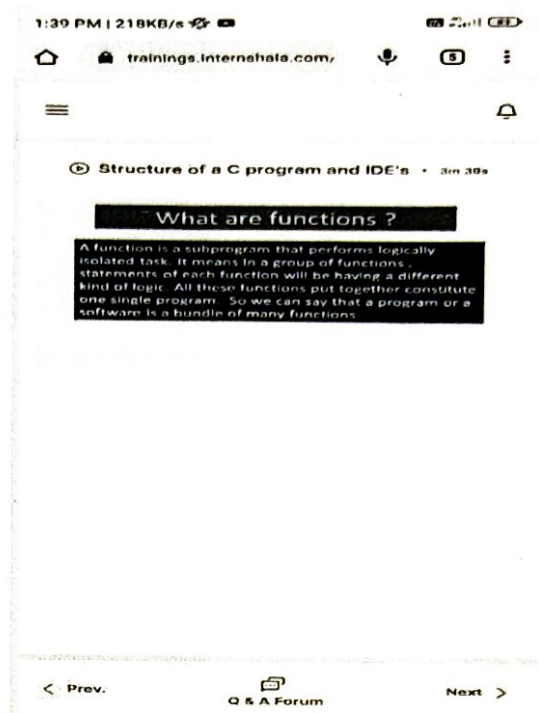 1:39 PM | 218KB/s
trainings.internshala.com/
5
Structure of a C program and IDE's • 3m 39s
What are functions ?
A function is a subprogram that performs logically
isolated task. It means in a group of functions ,
statements of each function will be having a different
kind of logic. All these functions put together constitute
one single program. So we can say that a program or a
software is a bundle of many functions
Prev.
Q & A Forum
Next